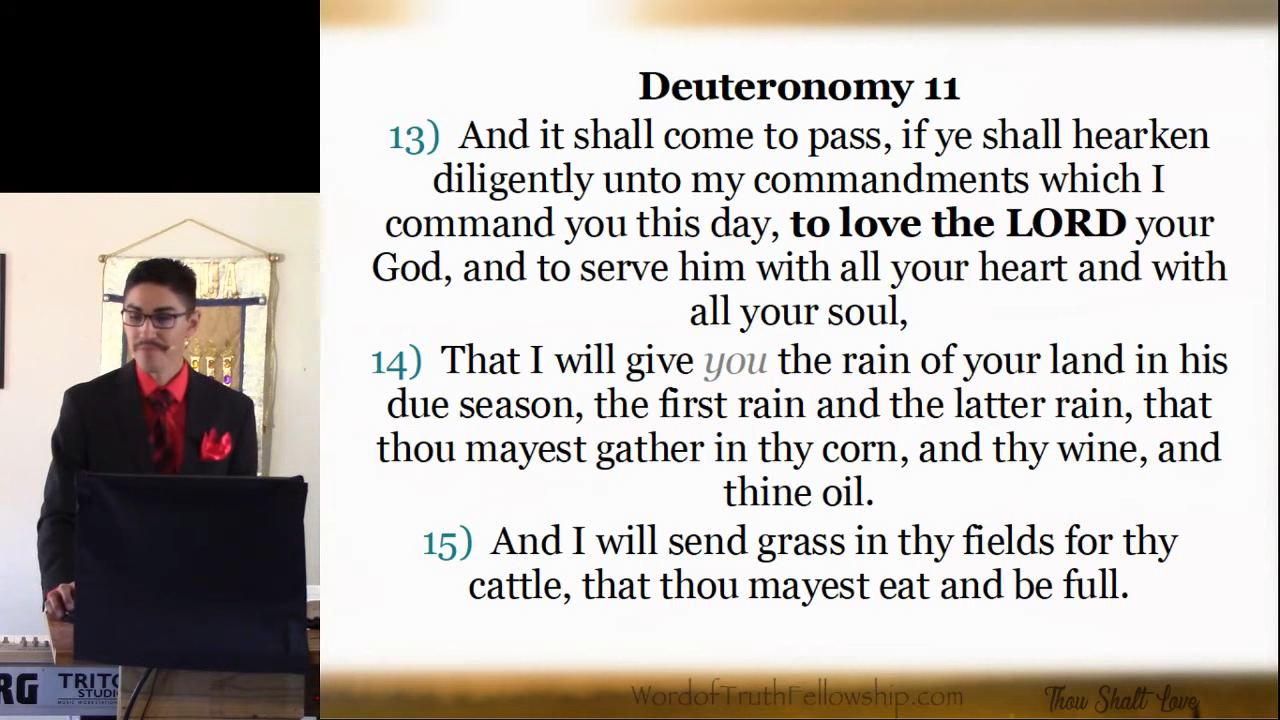 Deuteronomy 11
13) And it shall come to pass, if ye shall hearken
diligently unto my commandments which I
command you this day, to love the LORD your
God, and to serve him with all your heart and with
all your soul,
14) That I will give you the rain of your land in his
due season, the first rain and the latter rain, that
thou mayest gather in thy corn, and thy wine, and
thine oil.
15) And I will send grass in thy fields for thy
cattle, that thou mayest eat and be full.
WordofTruthFellowship.com
Thou Shalt Love
RG
TRITO
STUDIO